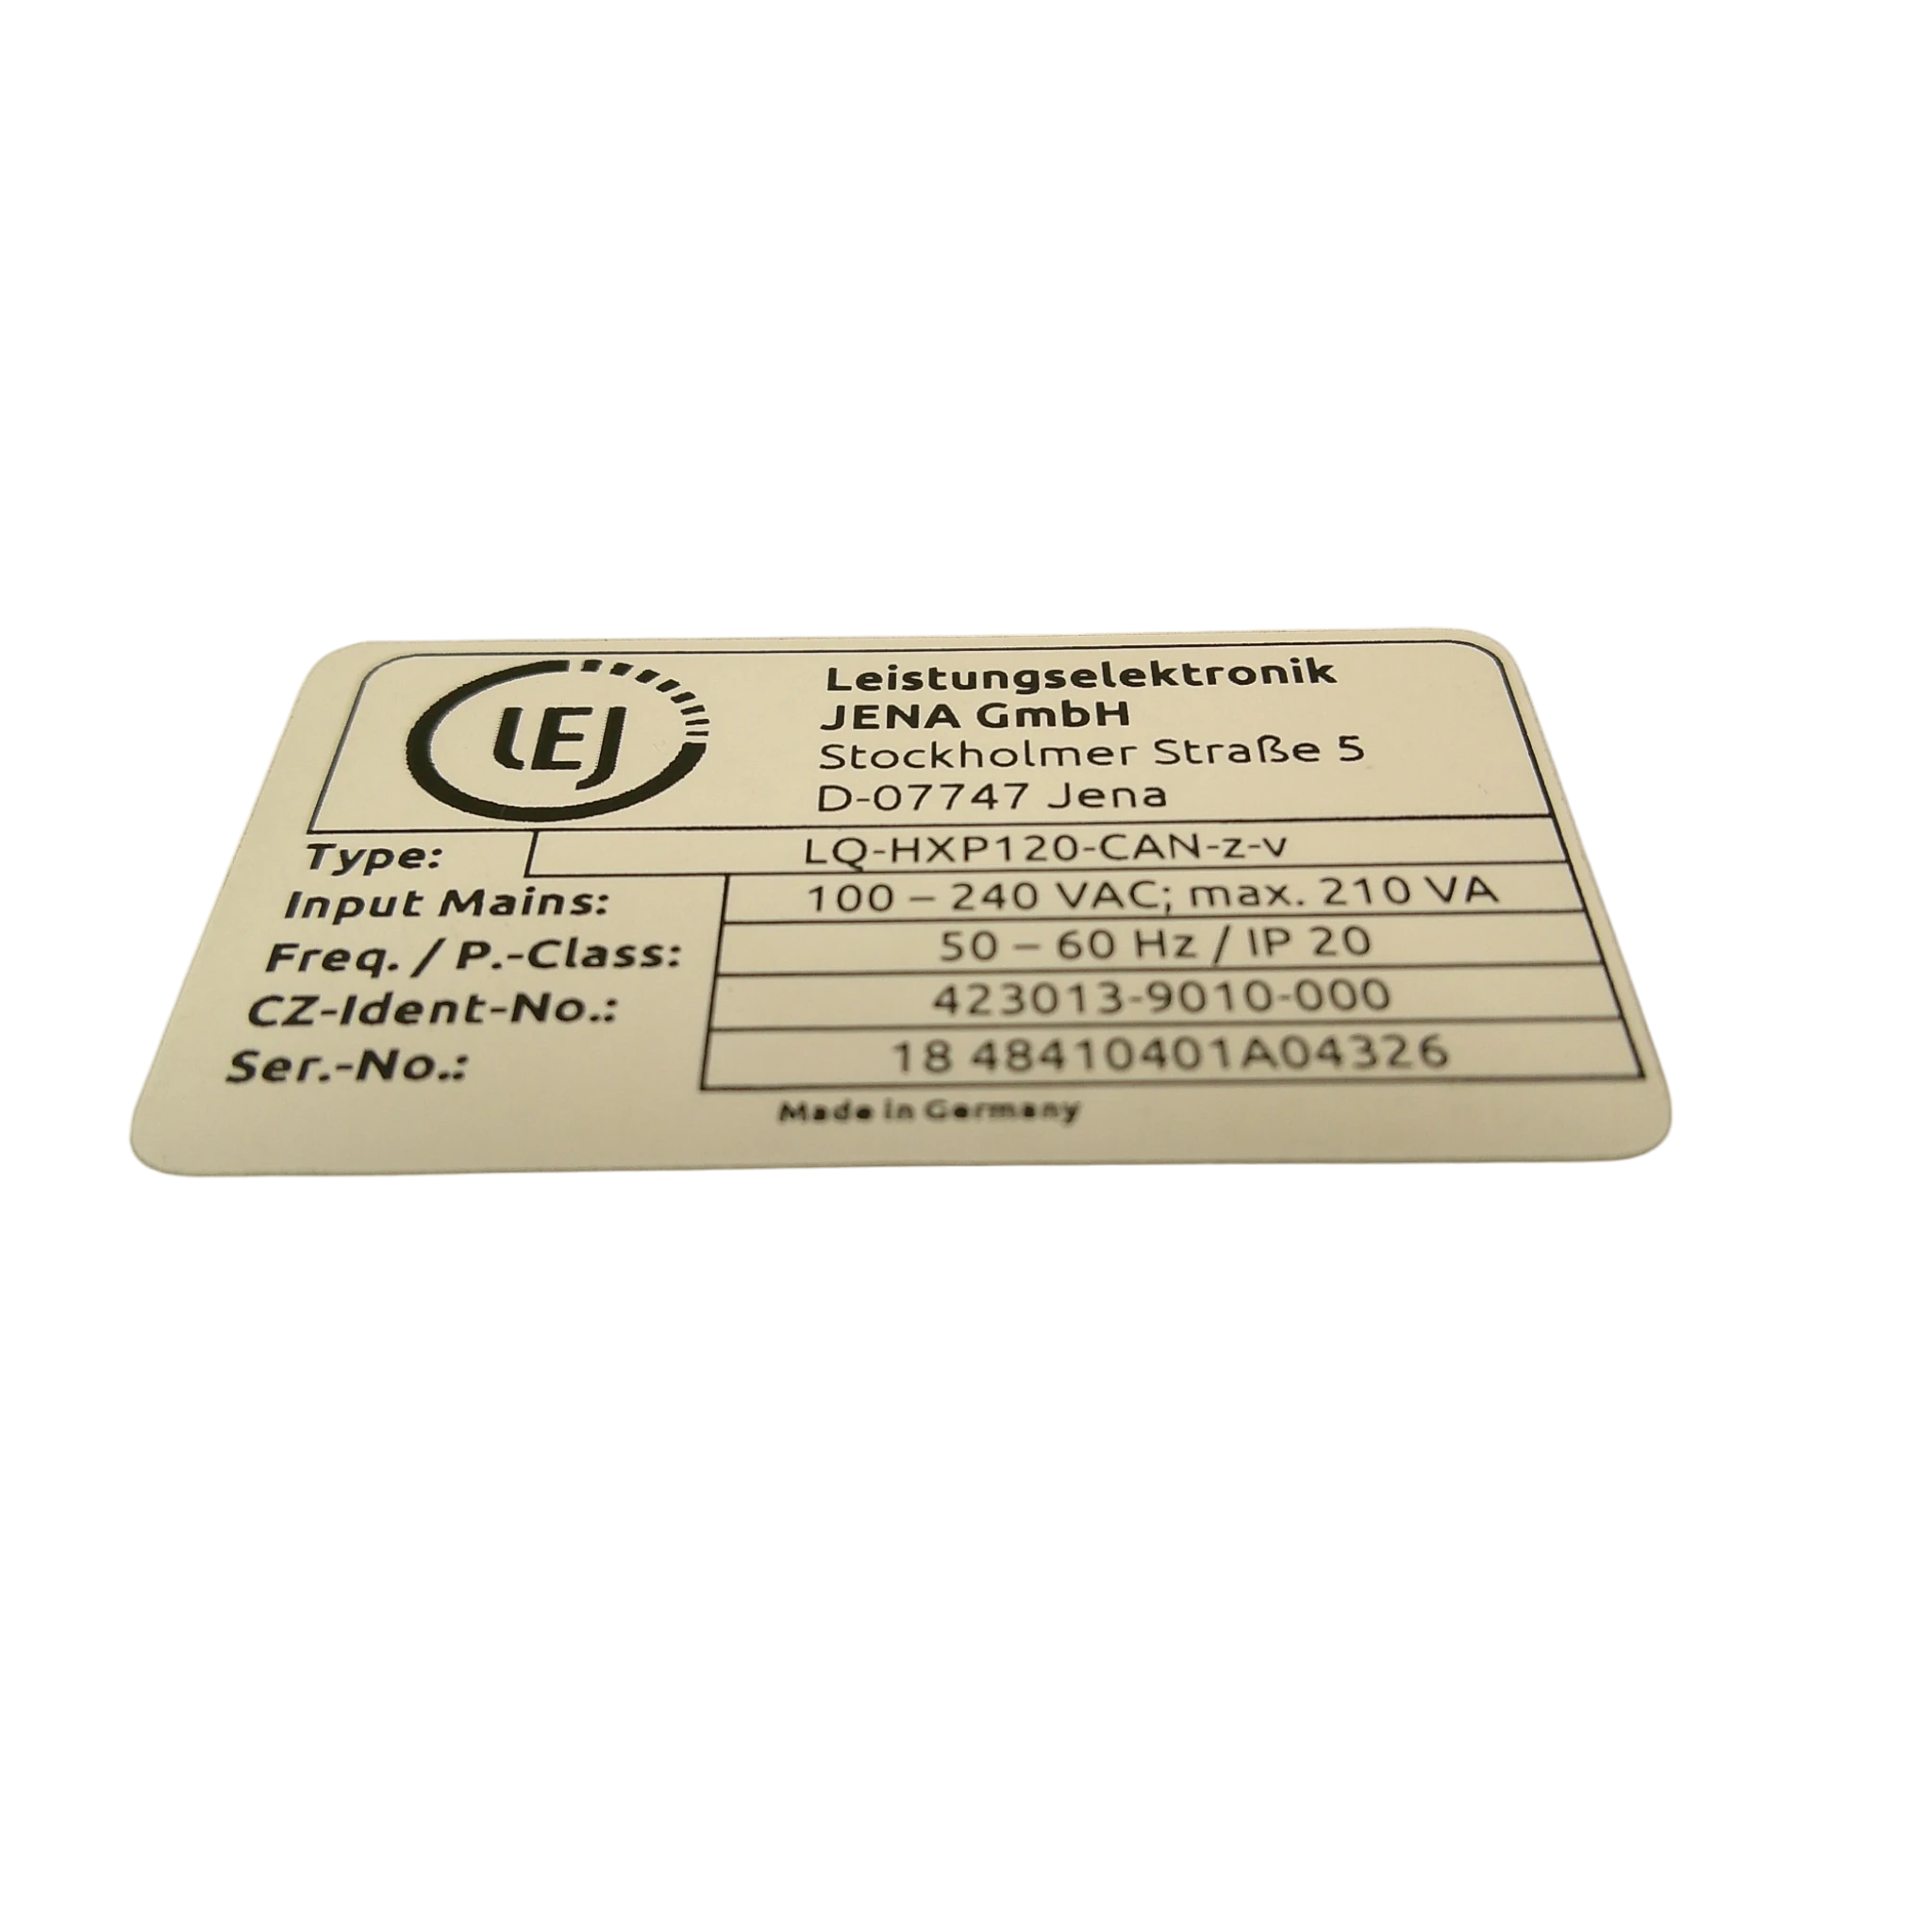 LEJ
Leistungselektronik
JENA GmbH
Stockholmer Straße 5
D-07747 Jena
Type: LQ-HXP120-CAN-z-v
Input Mains: 100 – 240 VAC; max. 210 VA
Freq. / P.-Class: 50 – 60 Hz / IP 20
CZ-Ident-No.: 423013-9010-000
Ser.-No.: 18 48410401A04326
Made in Germany